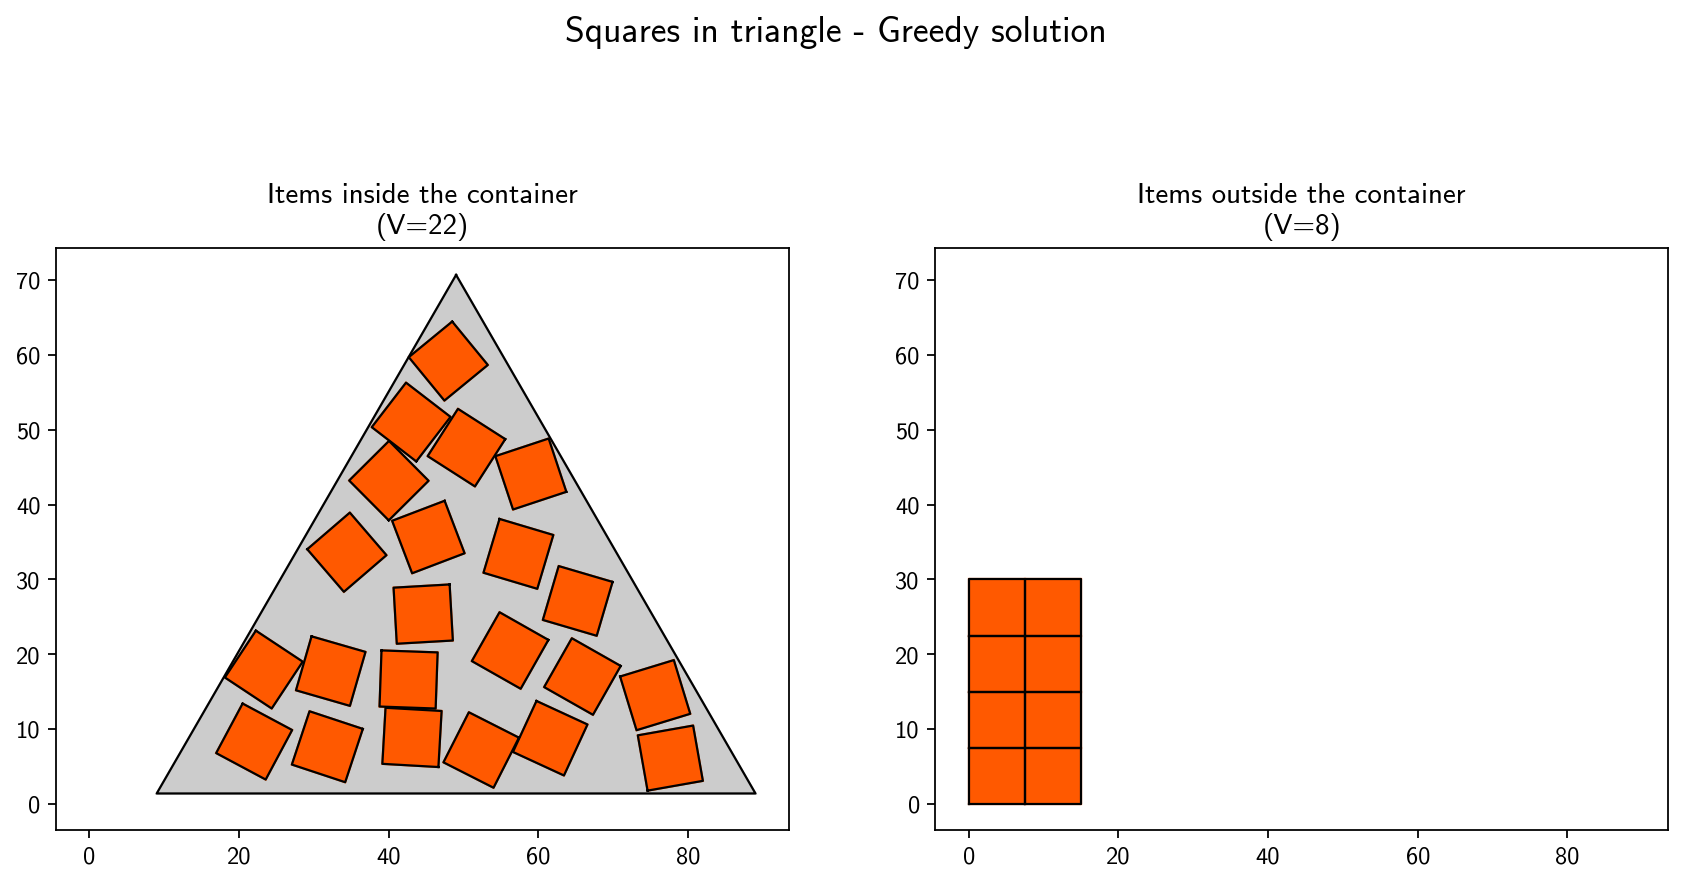 Squares in triangle - Greedy solution
Items inside the container
(V=22)
70
60
50
40
30
20
10
0
0 20 40 60 80
Items outside the container
(V=8)
70
60
50
40
30
20
10
0
0 20 40 60 80